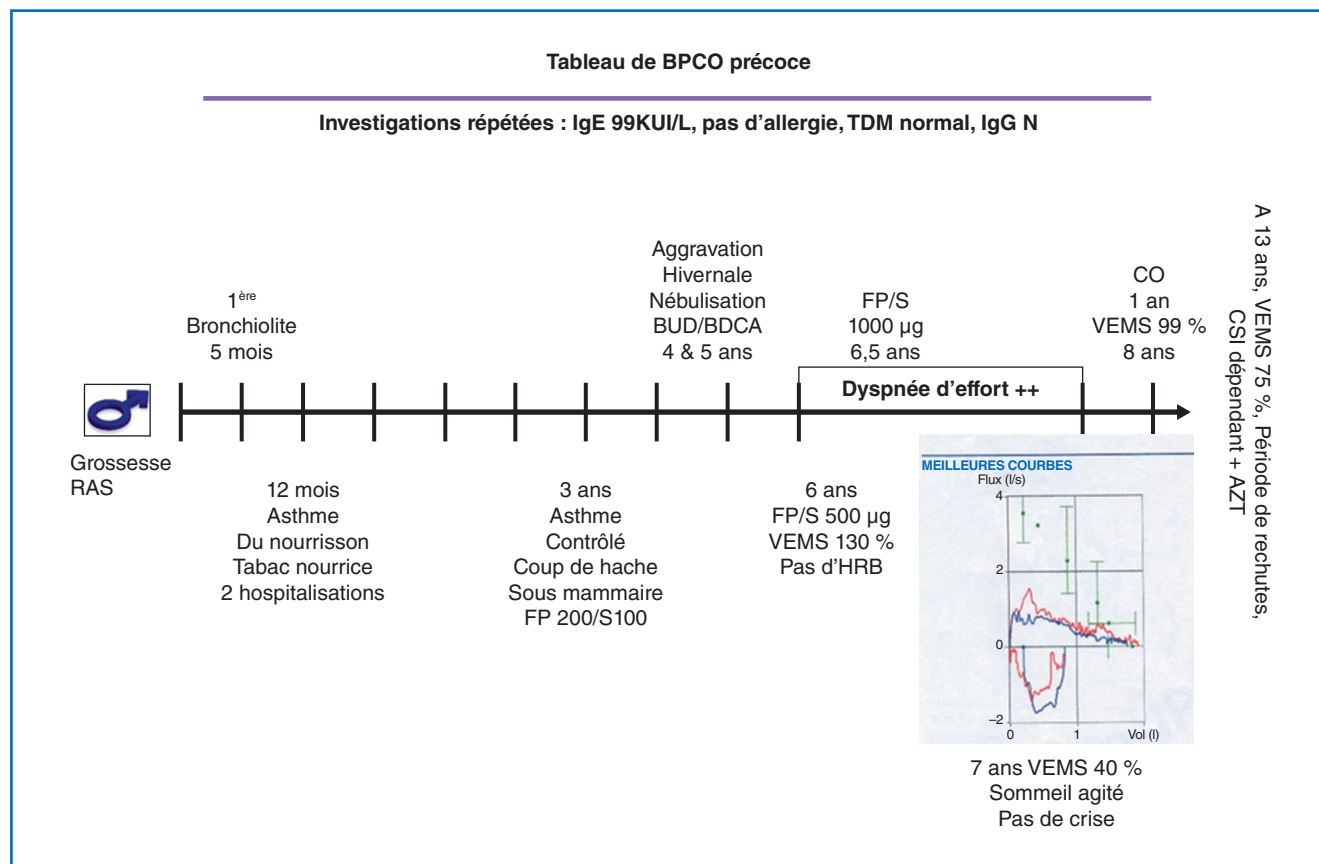 Tableau de BPCO précoce
Investigations répétées : IgE 99KUI/L, pas d'allergie, TDM normal, IgG N
1ère
Bronchiolite
5 mois
Aggravation
Hivernale
Nébulisation
BUD/BDCA
4 & 5 ans
FP/S
1000 µg
6,5 ans
CO
1 an
VEMS 99 %
8 ans
A 13 ans, VEMS 75 %, Période de rechutes,
CSI dépendant + AZT
Dyspnée d'effort ++
Grossesse
RAS
12 mois
Asthme
Du nourrisson
Tabac nourrice
2 hospitalisations
3 ans
Asthme
Contrôlé
Coup de hache
Sous mammaire
FP 200/S100
6 ans
FP/S 500 µg
VEMS 130 %
Pas d'HRB
MEILLEURES COURBES
Flux (l/s)
4
2
0
–2
0 1 Vol (l)
7 ans VEMS 40 %
Sommeil agité
Pas de crise